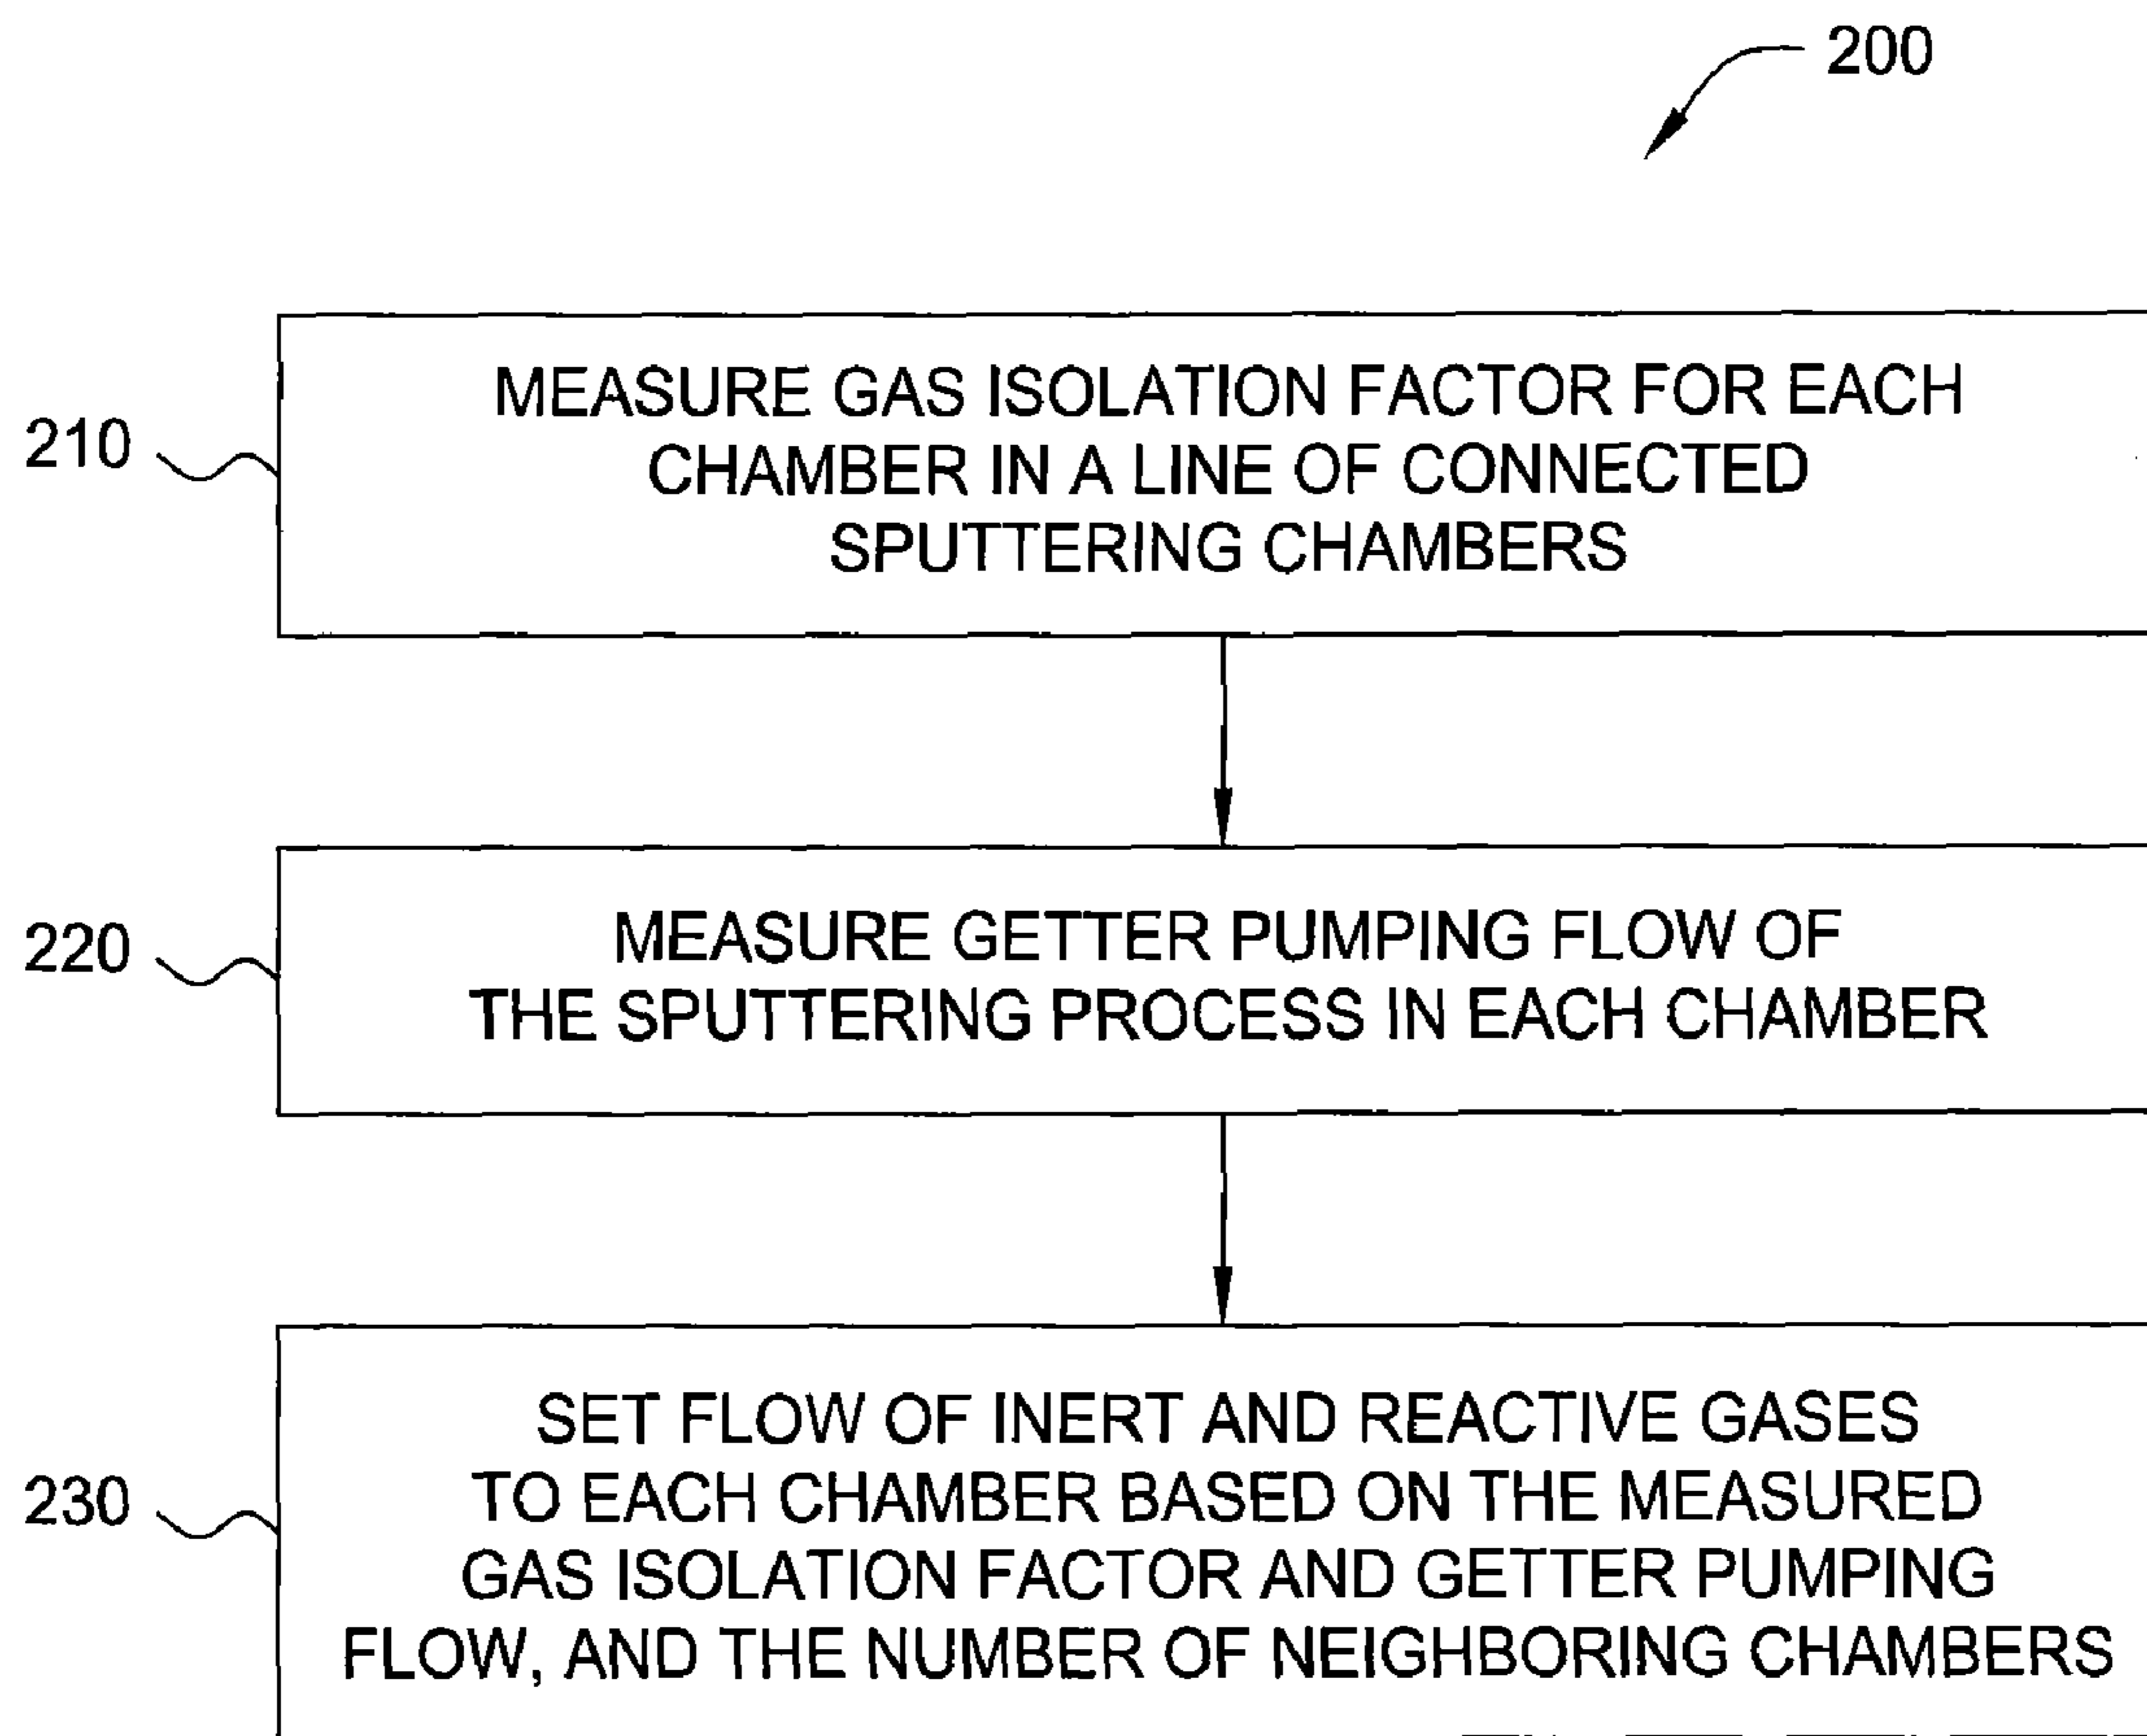 200
210
MEASURE GAS ISOLATION FACTOR FOR EACH
CHAMBER IN A LINE OF CONNECTED
SPUTTERING CHAMBERS
220
MEASURE GETTER PUMPING FLOW OF
THE SPUTTERING PROCESS IN EACH CHAMBER
230
SET FLOW OF INERT AND REACTIVE GASES
TO EACH CHAMBER BASED ON THE MEASURED
GAS ISOLATION FACTOR AND GETTER PUMPING
FLOW, AND THE NUMBER OF NEIGHBORING CHAMBERS